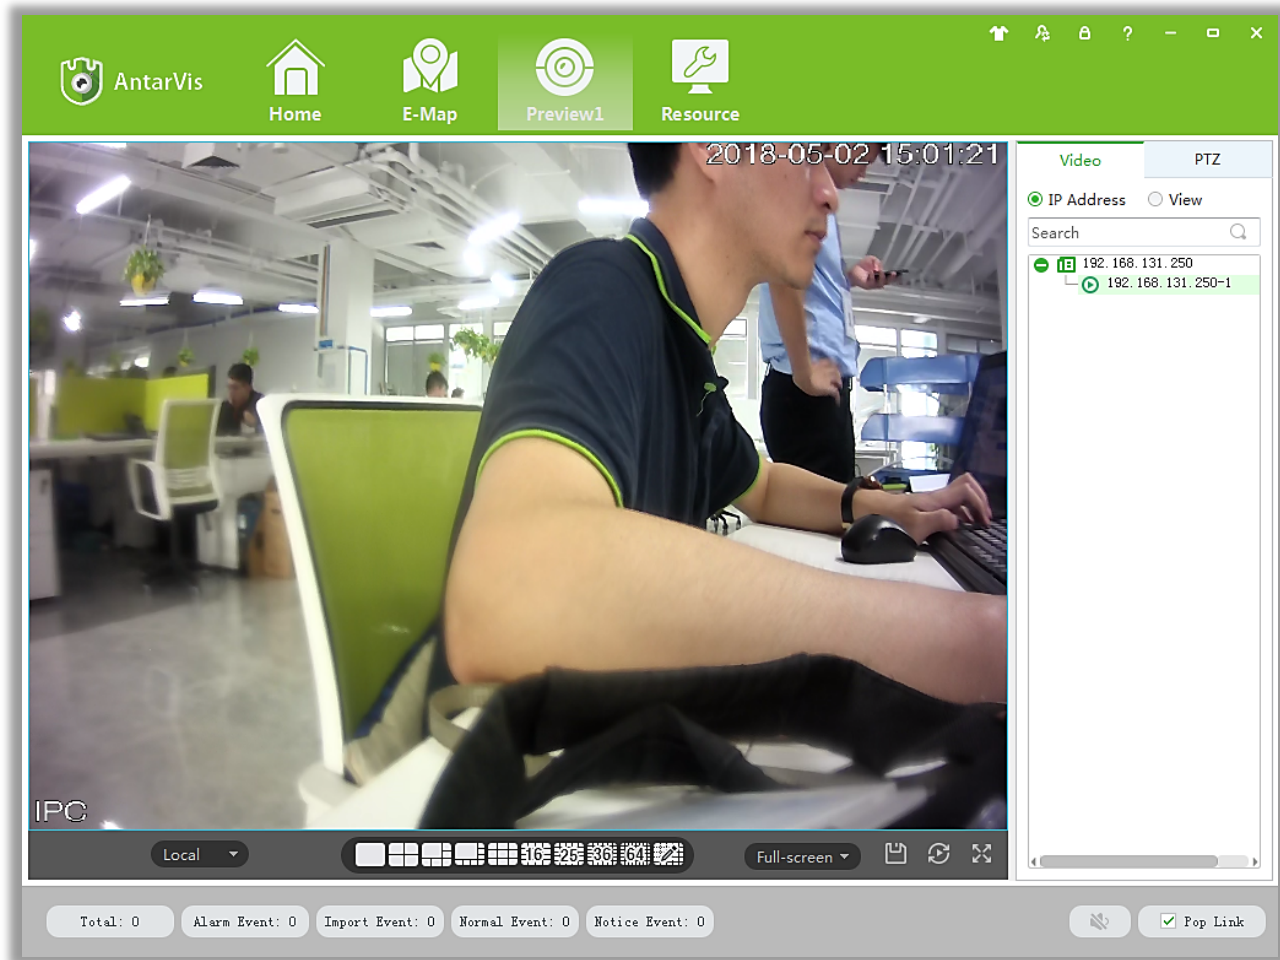 AntarVis
Home
E-Map
Preview1
Resource
2018-05-02 15:01:21
Video
PTZ
IP Address
View
Search
192.168.131.250
192.168.131.250-1
IPC
Local
16
25
36
64
Full-screen
Total: 0
Alarm Event: 0
Import Event: 0
Normal Event: 0
Notice Event: 0
Pop Link